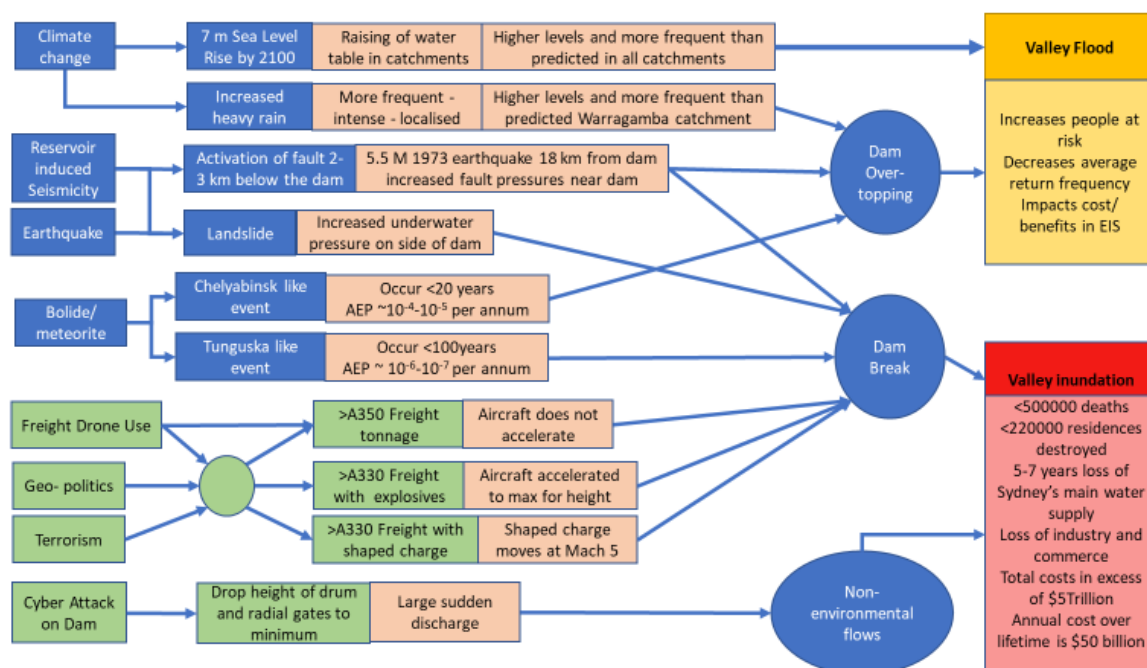 Climate
change
7 m Sea Level
Rise by 2100
Raising of water
table in catchments
Higher levels and more frequent than
predicted in all catchments
Valley Flood
Increased
heavy rain
More frequent -
intense - localised
Higher levels and more frequent than
predicted Warragamba catchment
Increases people at
risk
Decreases average
return frequency
Impacts cost/
benefits in EIS
Reservoir
induced
Seismicity
Activation of fault 2-
3 km below the dam
5.5 M 1973 earthquake 18 km from dam
increased fault pressures near dam
Dam
Over-
topping
Earthquake
Landslide
Increased underwater
pressure on side of dam
Bolide/
meteorite
Chelyabinsk like
event
Occur <20 years
AEP ~10⁻⁴-10⁻⁵ per annum
Tunguska like
event
Occur <100years
AEP ~ 10⁻⁶-10⁻⁷ per annum
Dam
Break
Valley inundation
<500000 deaths
<220000 residences
destroyed
5-7 years loss of
Sydney's main water
supply
Loss of industry and
commerce
Total costs in excess
of $5Trillion
Annual cost over
lifetime is $50 billion
Freight Drone Use
>A350 Freight
tonnage
Aircraft does not
accelerate
Geo- politics
>A330 Freight
with explosives
Aircraft accelerated
to max for height
Terrorism
>A330 Freight with
shaped charge
Shaped charge
moves at Mach 5
Cyber Attack
on Dam
Drop height of drum
and radial gates to
minimum
Large sudden
discharge
Non-
environmental
flows